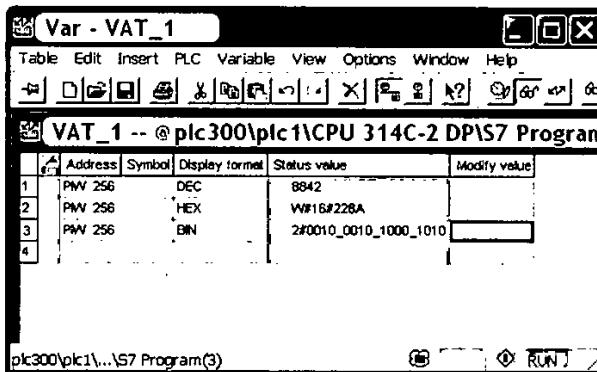 Var - VAT_1
Table Edit Insert PLC Variable View Options Window Help
VAT_1 -- @plc300\plc1\CPU 314C-2 DP\S7 Program
Address Symbol Display format Status value Modify value
1 PIW 256 DEC 8842
2 PIW 256 HEX W#16#228A
3 PIW 256 BIN 2#0010_0010_1000_1010
4
plc300\plc1\...\S7 Program(3) RUN